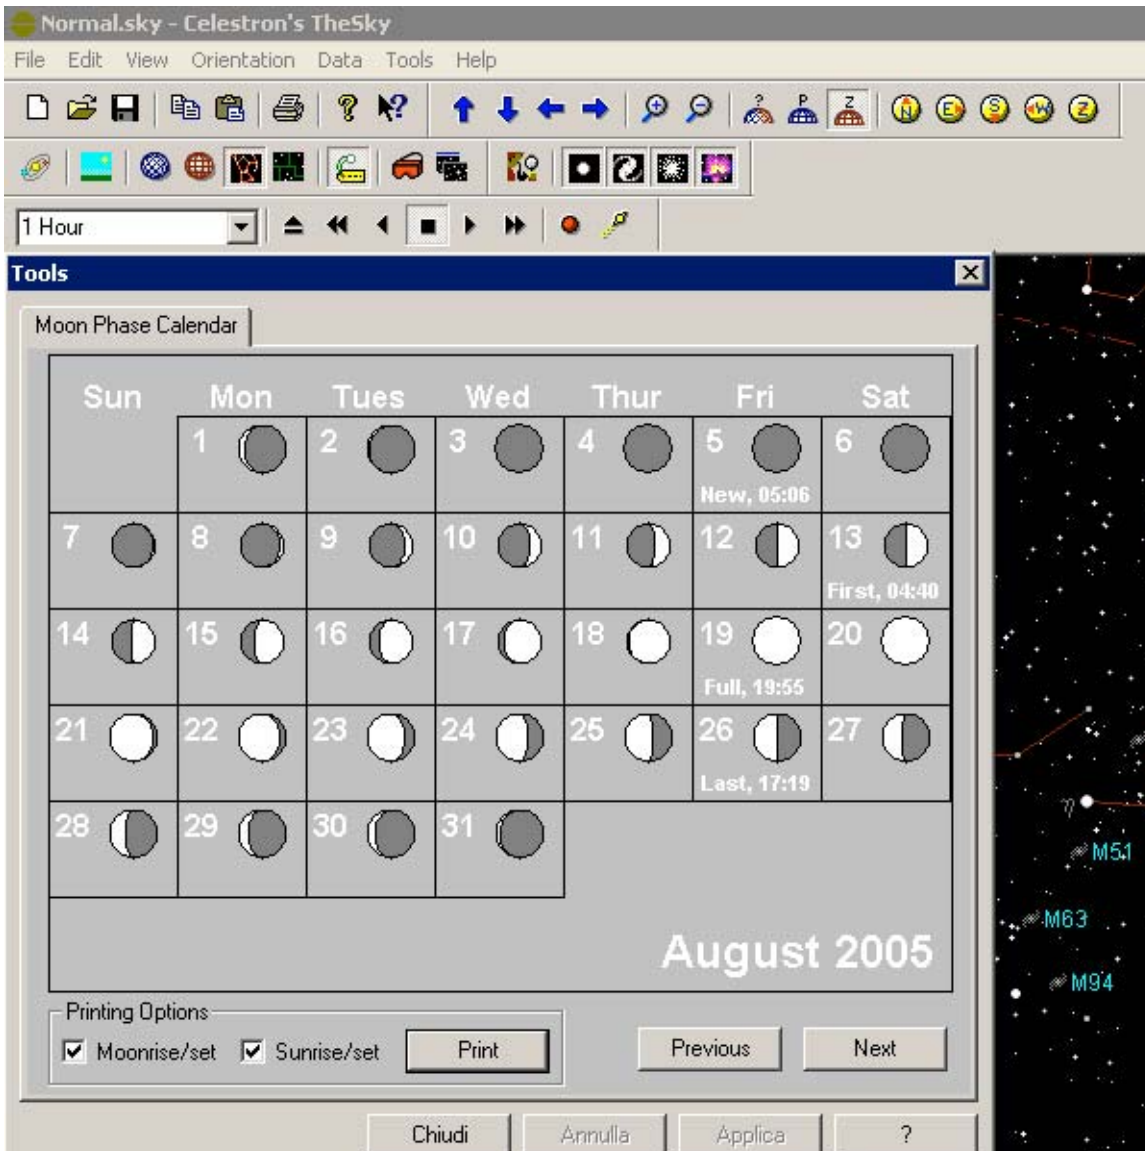 Normal.sky - Celestron's TheSky
File Edit View Orientation Data Tools Help
? ? ? P Z N E S W Z
1 Hour
Tools
Moon Phase Calendar
Sun Mon Tues Wed Thur Fri Sat
1 2 3 4 5 6
New, 05:06
7 8 9 10 11 12 13
First, 04:40
14 15 16 17 18 19 20
Full, 19:55
21 22 23 24 25 26 27
Last, 17:19
28 29 30 31
August 2005
Printing Options
Moonrise/set Sunrise/set Print Previous Next
Chiudi Annulla Applica ?
η
M51
M63
M94